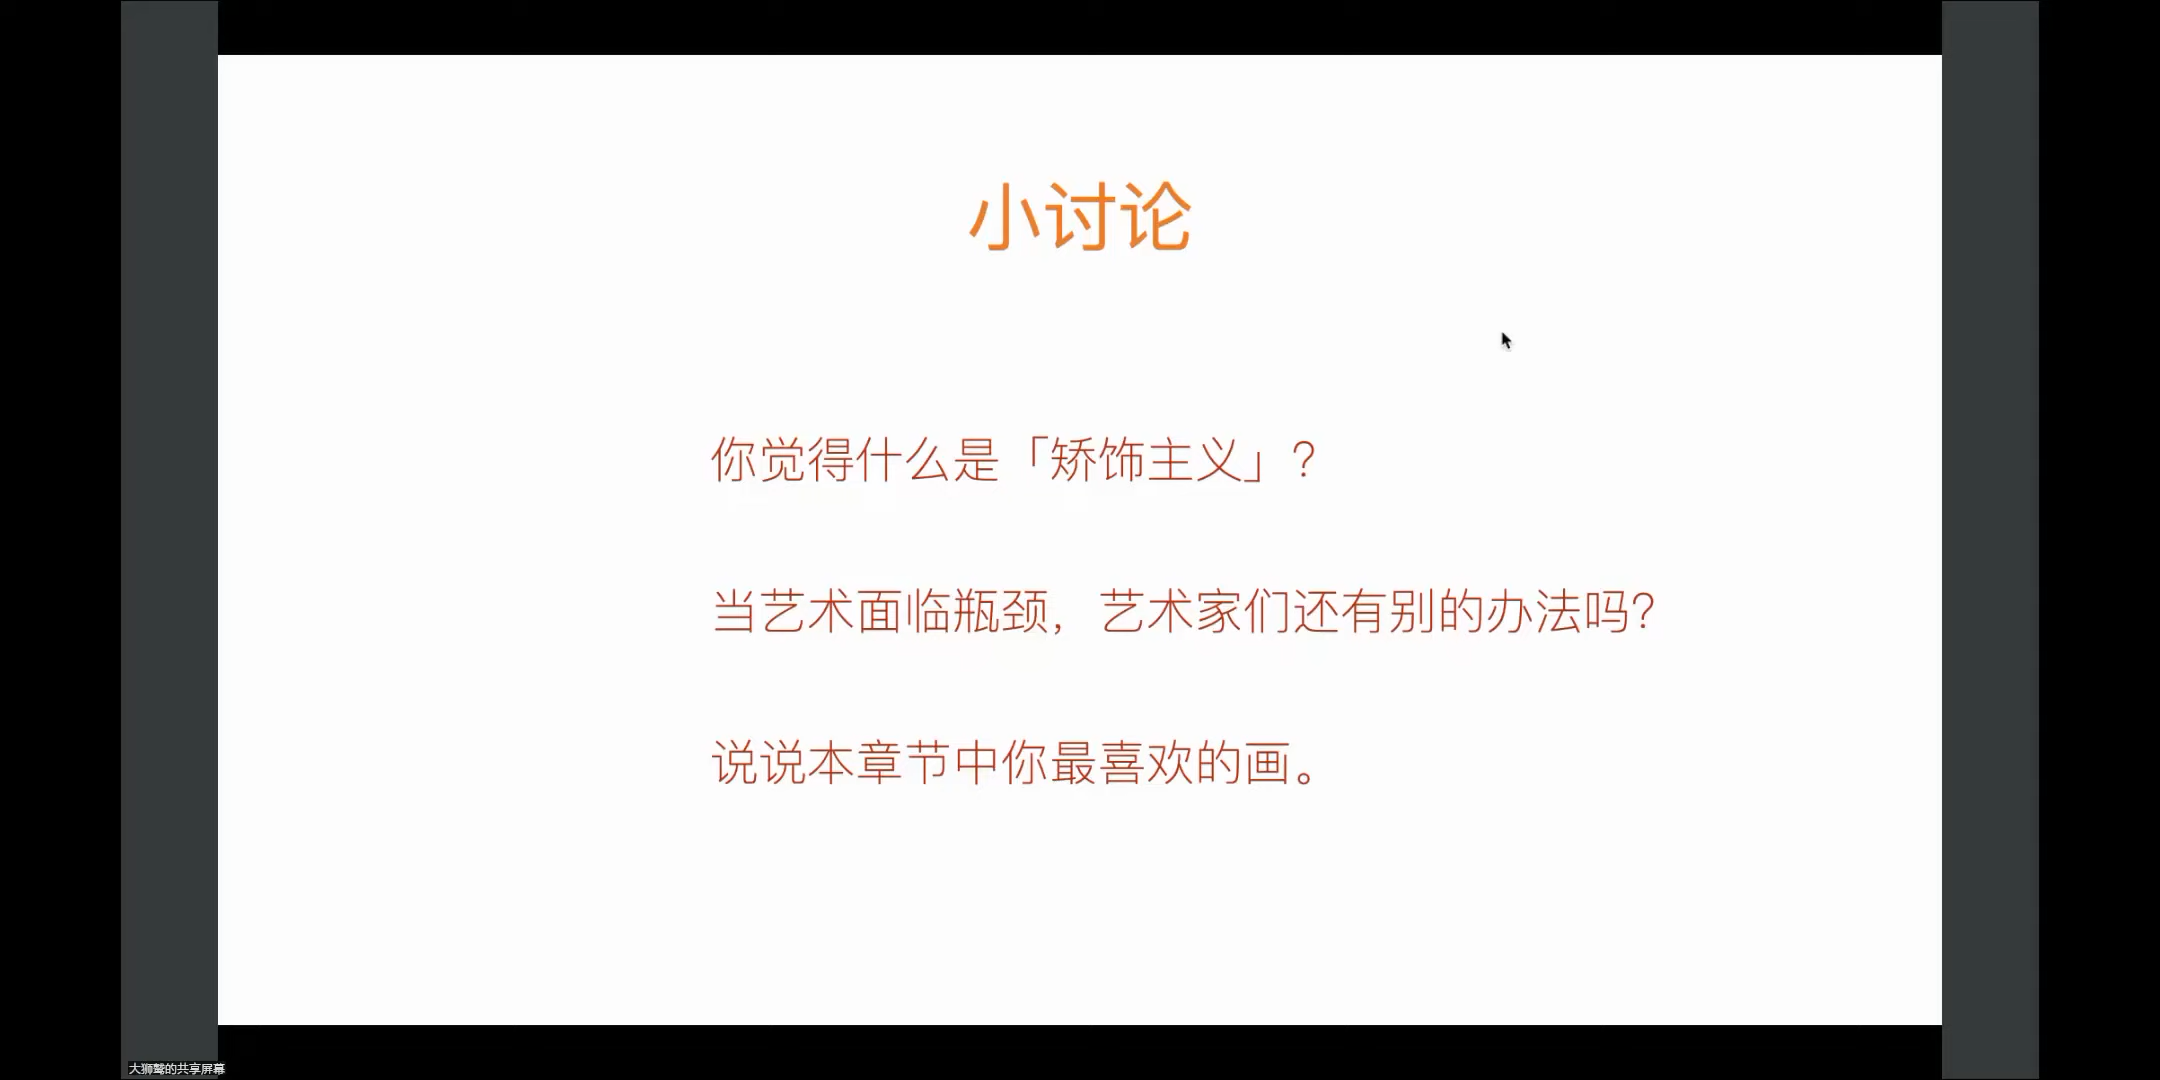 小讨论
你觉得什么是「矫饰主义」?
当艺术面临瓶颈，艺术家们还有别的办法吗?
说说本章节中你最喜欢的画。
大狮鹫的共享屏幕